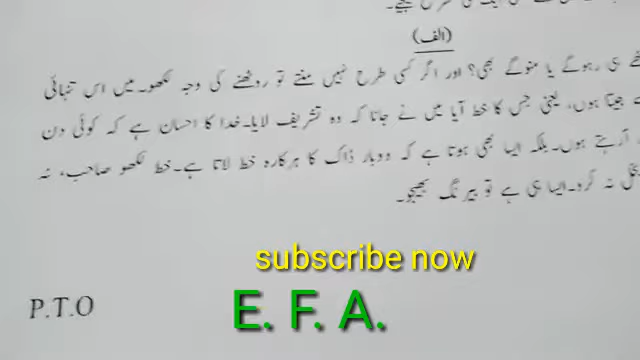 (الف)
ہی رہوگے یا منوگے بھی؟ اور اگر کسی طرح نہیں منتے تو روٹھنے کی وجہ لکھو۔ میں اس تنہائی
جیتا ہوں، یعنی جس کا خط آیا میں نے جانا کہ وہ تشریف لایا۔ خدا کا احسان ہے کہ کوئی دن
آرہتے ہوں۔ بلکہ ایسا بھی ہوتا ہے کہ دوبار ڈاک کا ہرکارہ خط لاتا ہے۔ خط لکھو صاحب، نہ
نہ کرو۔ ایسا ہی ہے تو بیرنگ بھیجو۔
subscribe now
P.T.O
E. F. A.